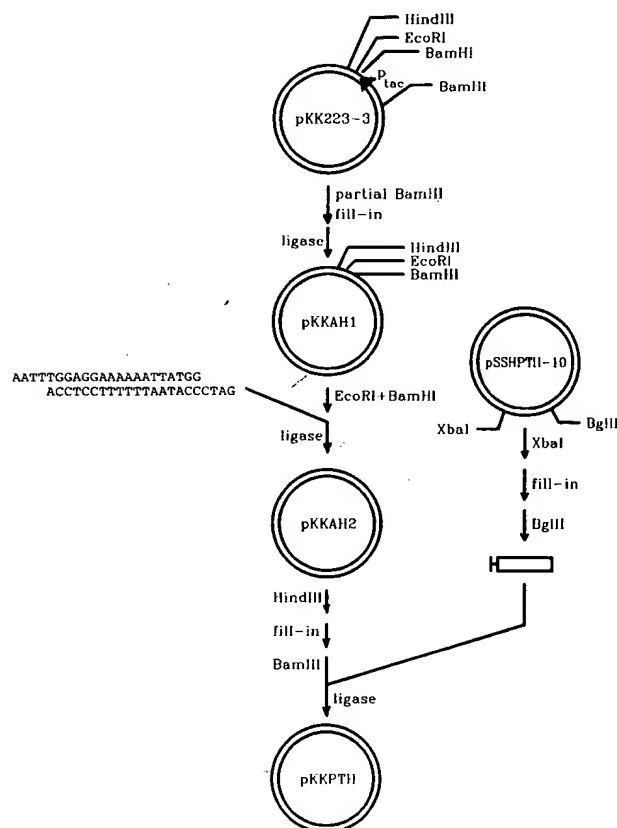 HindIII
EcoRI
BamHI
P
tac
BamHI
pKK223-3
partial BamHI
fill-in
ligase
HindIII
EcoRI
BamHI
pKKAH1
AATTTGGAGGAAAAAATTATGG
ACCTCCTTTTTTAATACCCTAG
EcoRI+BamHI
ligase
pSSHPTH-10
XbaI
BglII
XbaI
fill-in
BglII
pKKAH2
HindIII
fill-in
BamHI
ligase
pKKPTH